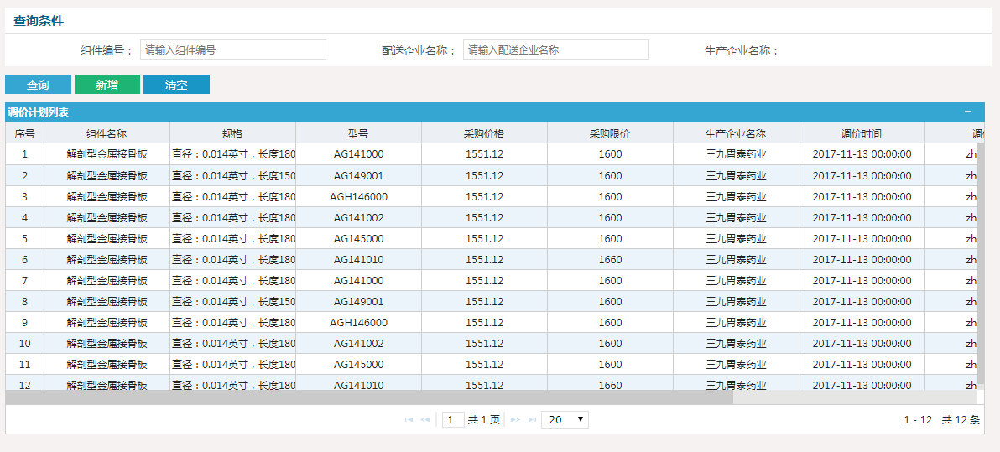 查询条件
组件编号： 请输入组件编号 配送企业名称： 请输入配送企业名称 生产企业名称：
查询 新增 清空
调价计划列表
序号 组件名称 规格 型号 采购价格 采购限价 生产企业名称 调价时间 调
1 解剖型金属接骨板 直径：0.014英寸，长度180 AG141000 1551.12 1600 三九胃泰药业 2017-11-13 00:00:00 zh
2 解剖型金属接骨板 直径：0.014英寸，长度150 AG149001 1551.12 1600 三九胃泰药业 2017-11-13 00:00:00 zh
3 解剖型金属接骨板 直径：0.014英寸，长度180 AGH146000 1551.12 1600 三九胃泰药业 2017-11-13 00:00:00 zh
4 解剖型金属接骨板 直径：0.014英寸，长度180 AG141002 1551.12 1600 三九胃泰药业 2017-11-13 00:00:00 zh
5 解剖型金属接骨板 直径：0.014英寸，长度180 AG145000 1551.12 1600 三九胃泰药业 2017-11-13 00:00:00 zh
6 解剖型金属接骨板 直径：0.014英寸，长度180 AG141010 1551.12 1660 三九胃泰药业 2017-11-13 00:00:00 zh
7 解剖型金属接骨板 直径：0.014英寸，长度180 AG141000 1551.12 1600 三九胃泰药业 2017-11-13 00:00:00 zh
8 解剖型金属接骨板 直径：0.014英寸，长度150 AG149001 1551.12 1600 三九胃泰药业 2017-11-13 00:00:00 zh
9 解剖型金属接骨板 直径：0.014英寸，长度180 AGH146000 1551.12 1600 三九胃泰药业 2017-11-13 00:00:00 zh
10 解剖型金属接骨板 直径：0.014英寸，长度180 AG141002 1551.12 1600 三九胃泰药业 2017-11-13 00:00:00 zh
11 解剖型金属接骨板 直径：0.014英寸，长度180 AG145000 1551.12 1600 三九胃泰药业 2017-11-13 00:00:00 zh
12 解剖型金属接骨板 直径：0.014英寸，长度180 AG141010 1551.12 1660 三九胃泰药业 2017-11-13 00:00:00 zh
1 共 1 页 20 1 - 12 共 12 条